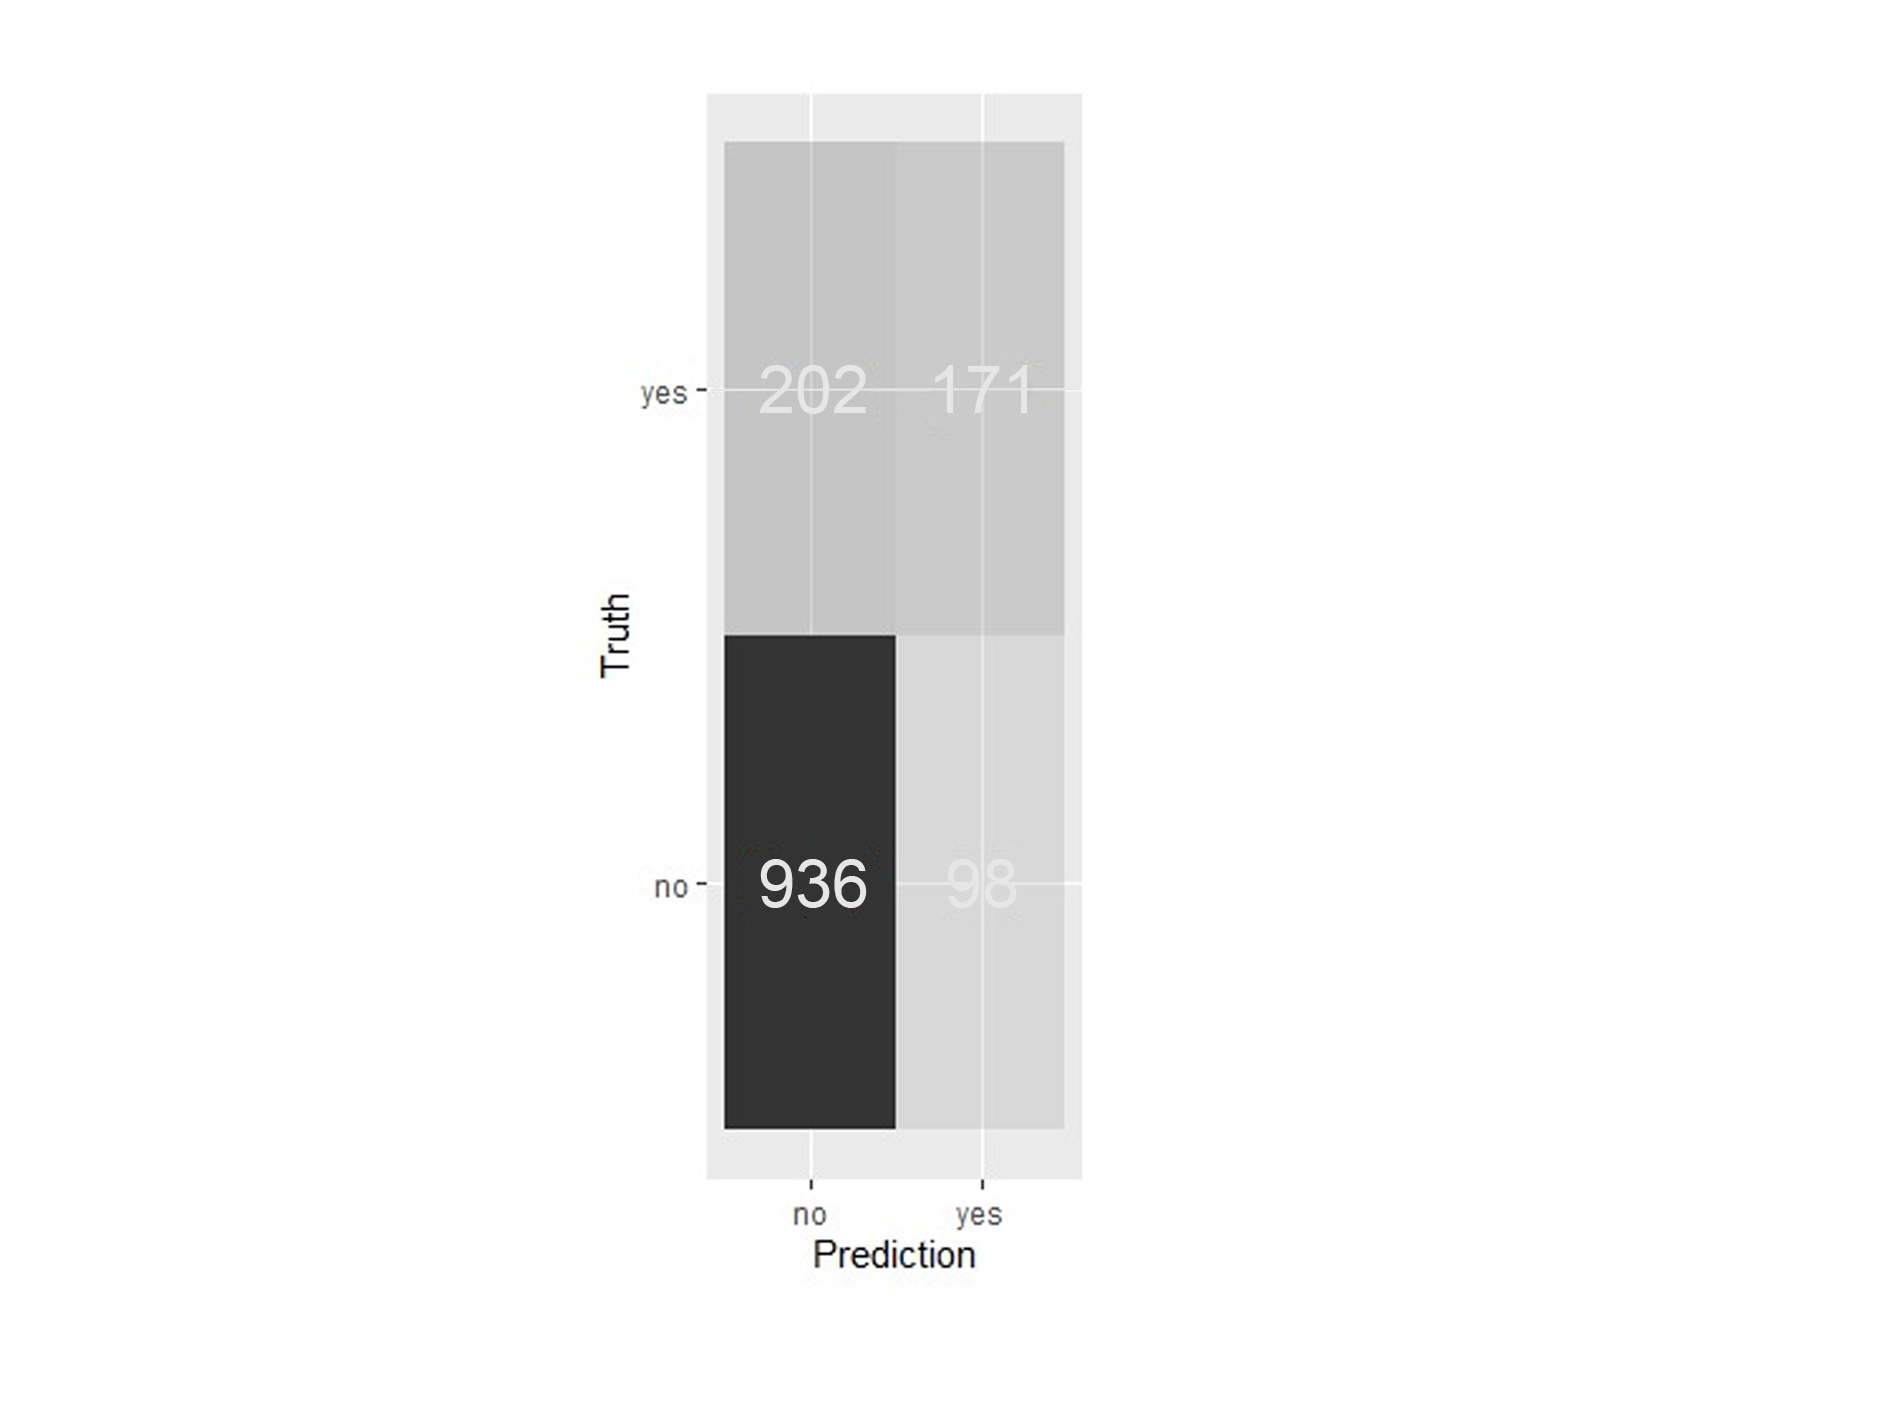 202 171
yes
Truth
936 98
no
no yes
Prediction